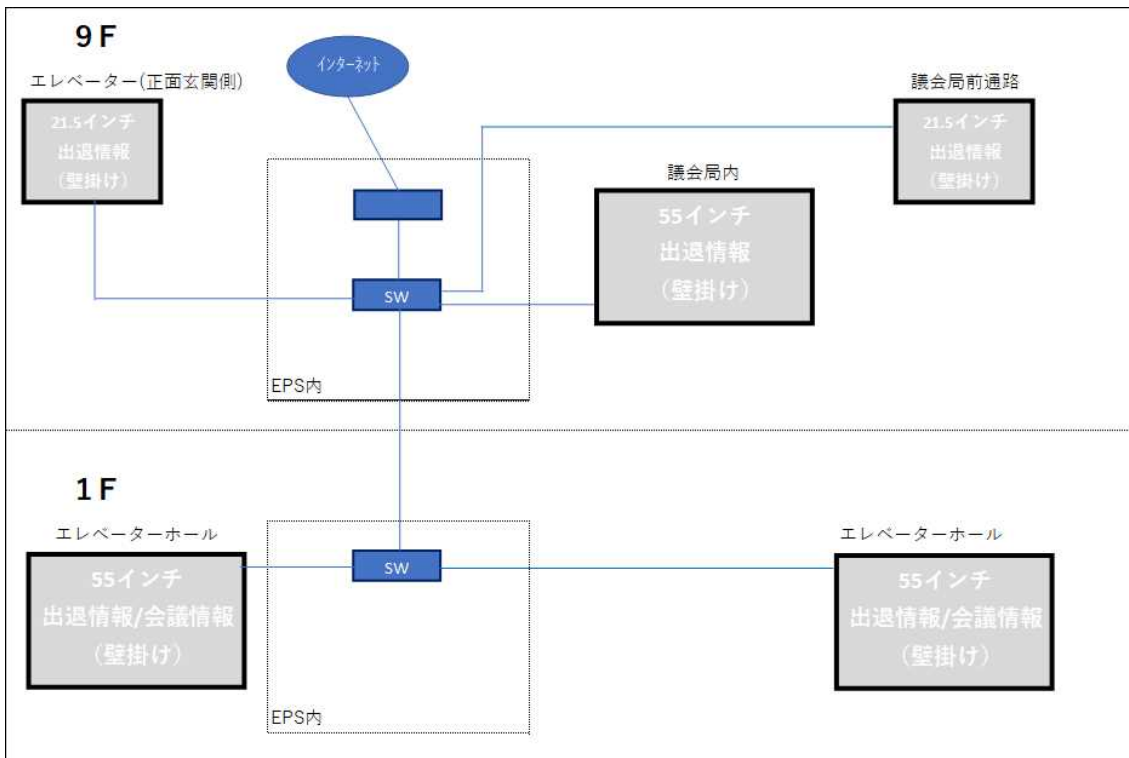 ９Ｆ
インターネット
エレベーター(正面玄関側)
21.5インチ
出退情報
（壁掛け）
議会局前通路
21.5インチ
出退情報
（壁掛け）
議会局内
55インチ
出退情報
（壁掛け）
SW
EPS内
１Ｆ
エレベーターホール
55インチ
出退情報/会議情報
（壁掛け）
SW
エレベーターホール
55インチ
出退情報/会議情報
（壁掛け）
EPS内